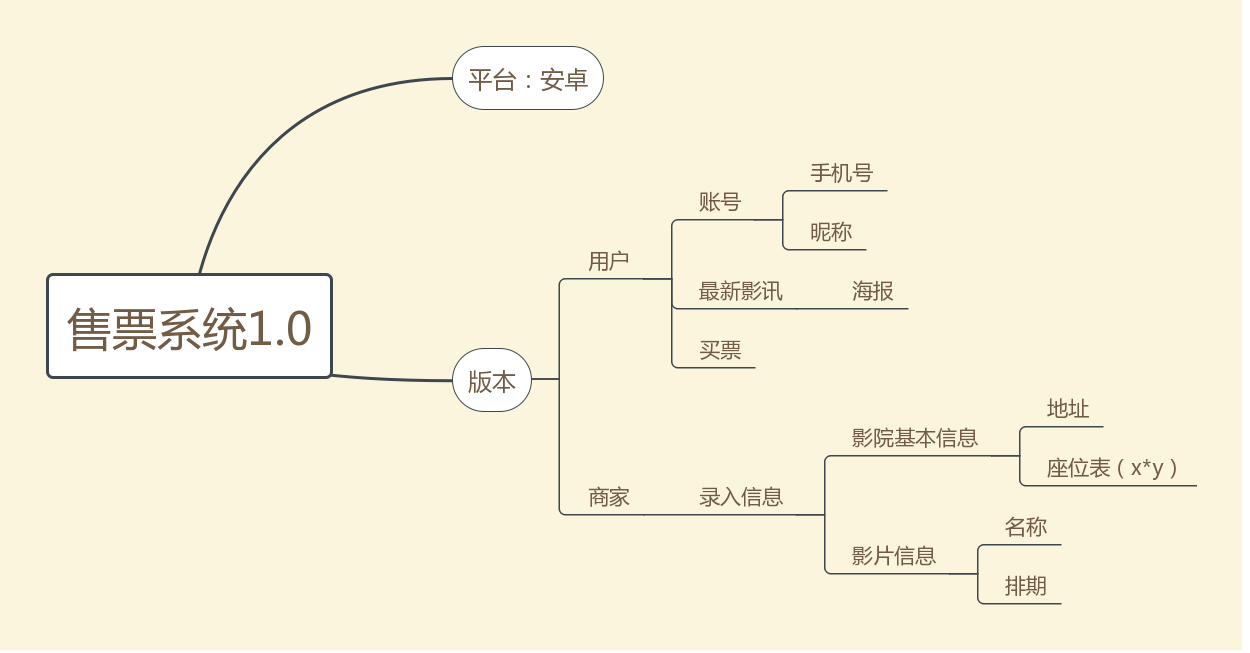 平台：安卓
手机号
账号
昵称
用户
最新影讯
海报
售票系统1.0
买票
版本
地址
影院基本信息
座位表（x*y）
商家
录入信息
名称
影片信息
排期